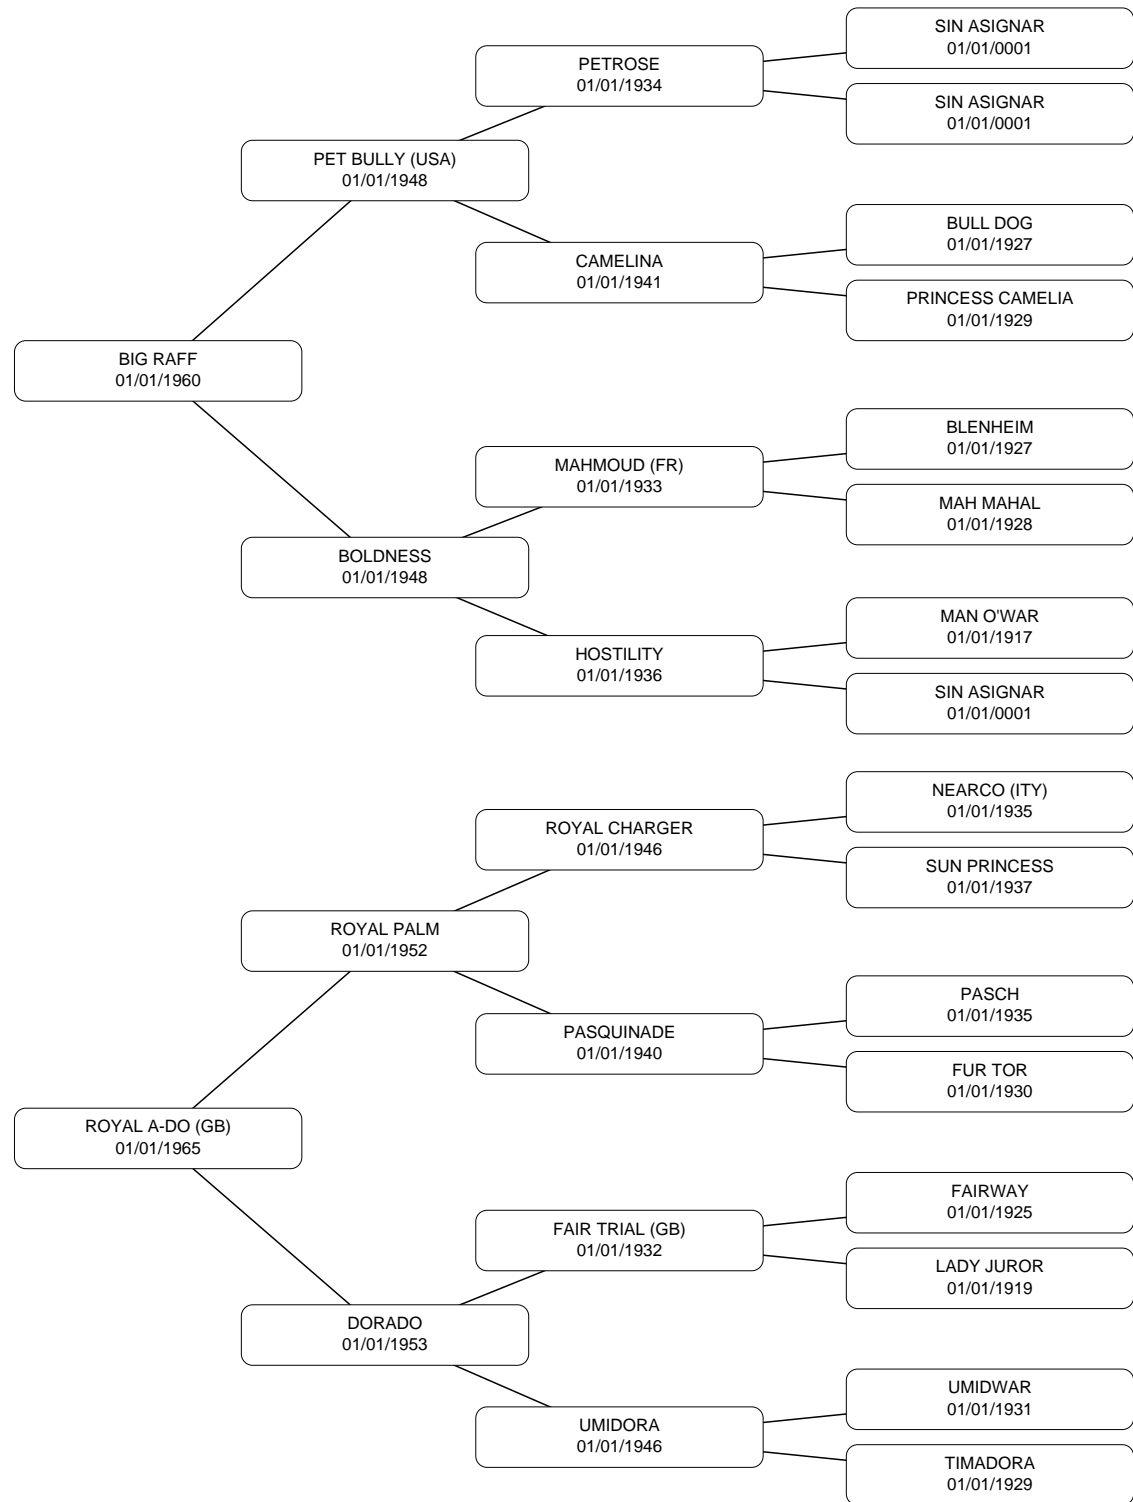 SIN ASIGNAR
01/01/0001
PETROSE
01/01/1934
SIN ASIGNAR
01/01/0001
PET BULLY (USA)
01/01/1948
BULL DOG
01/01/1927
CAMELINA
01/01/1941
PRINCESS CAMELIA
01/01/1929
BIG RAFF
01/01/1960
BLENHEIM
01/01/1927
MAHMOUD (FR)
01/01/1933
MAH MAHAL
01/01/1928
BOLDNESS
01/01/1948
MAN O'WAR
01/01/1917
HOSTILITY
01/01/1936
SIN ASIGNAR
01/01/0001
NEARCO (ITY)
01/01/1935
ROYAL CHARGER
01/01/1946
SUN PRINCESS
01/01/1937
ROYAL PALM
01/01/1952
PASCH
01/01/1935
PASQUINADE
01/01/1940
FUR TOR
01/01/1930
ROYAL A-DO (GB)
01/01/1965
FAIRWAY
01/01/1925
FAIR TRIAL (GB)
01/01/1932
LADY JUROR
01/01/1919
DORADO
01/01/1953
UMIDWAR
01/01/1931
UMIDORA
01/01/1946
TIMADORA
01/01/1929